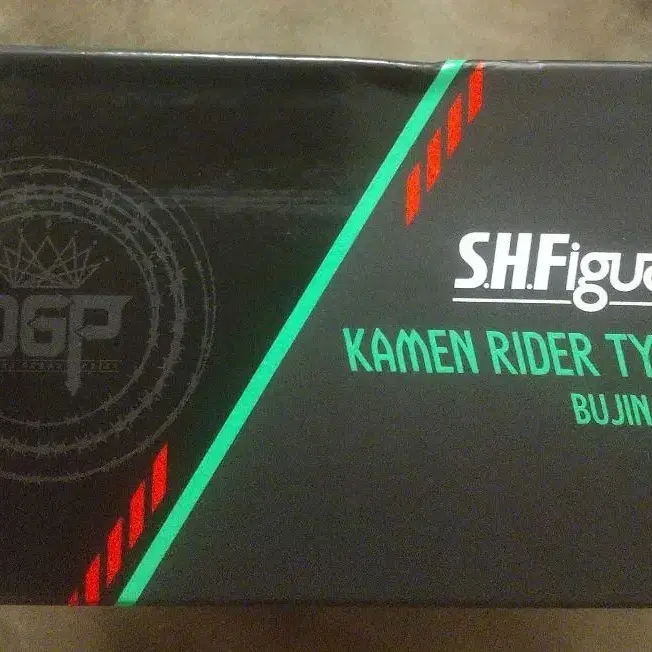 DGP
S.H.Figua
KAMEN RIDER TY
BUJIN